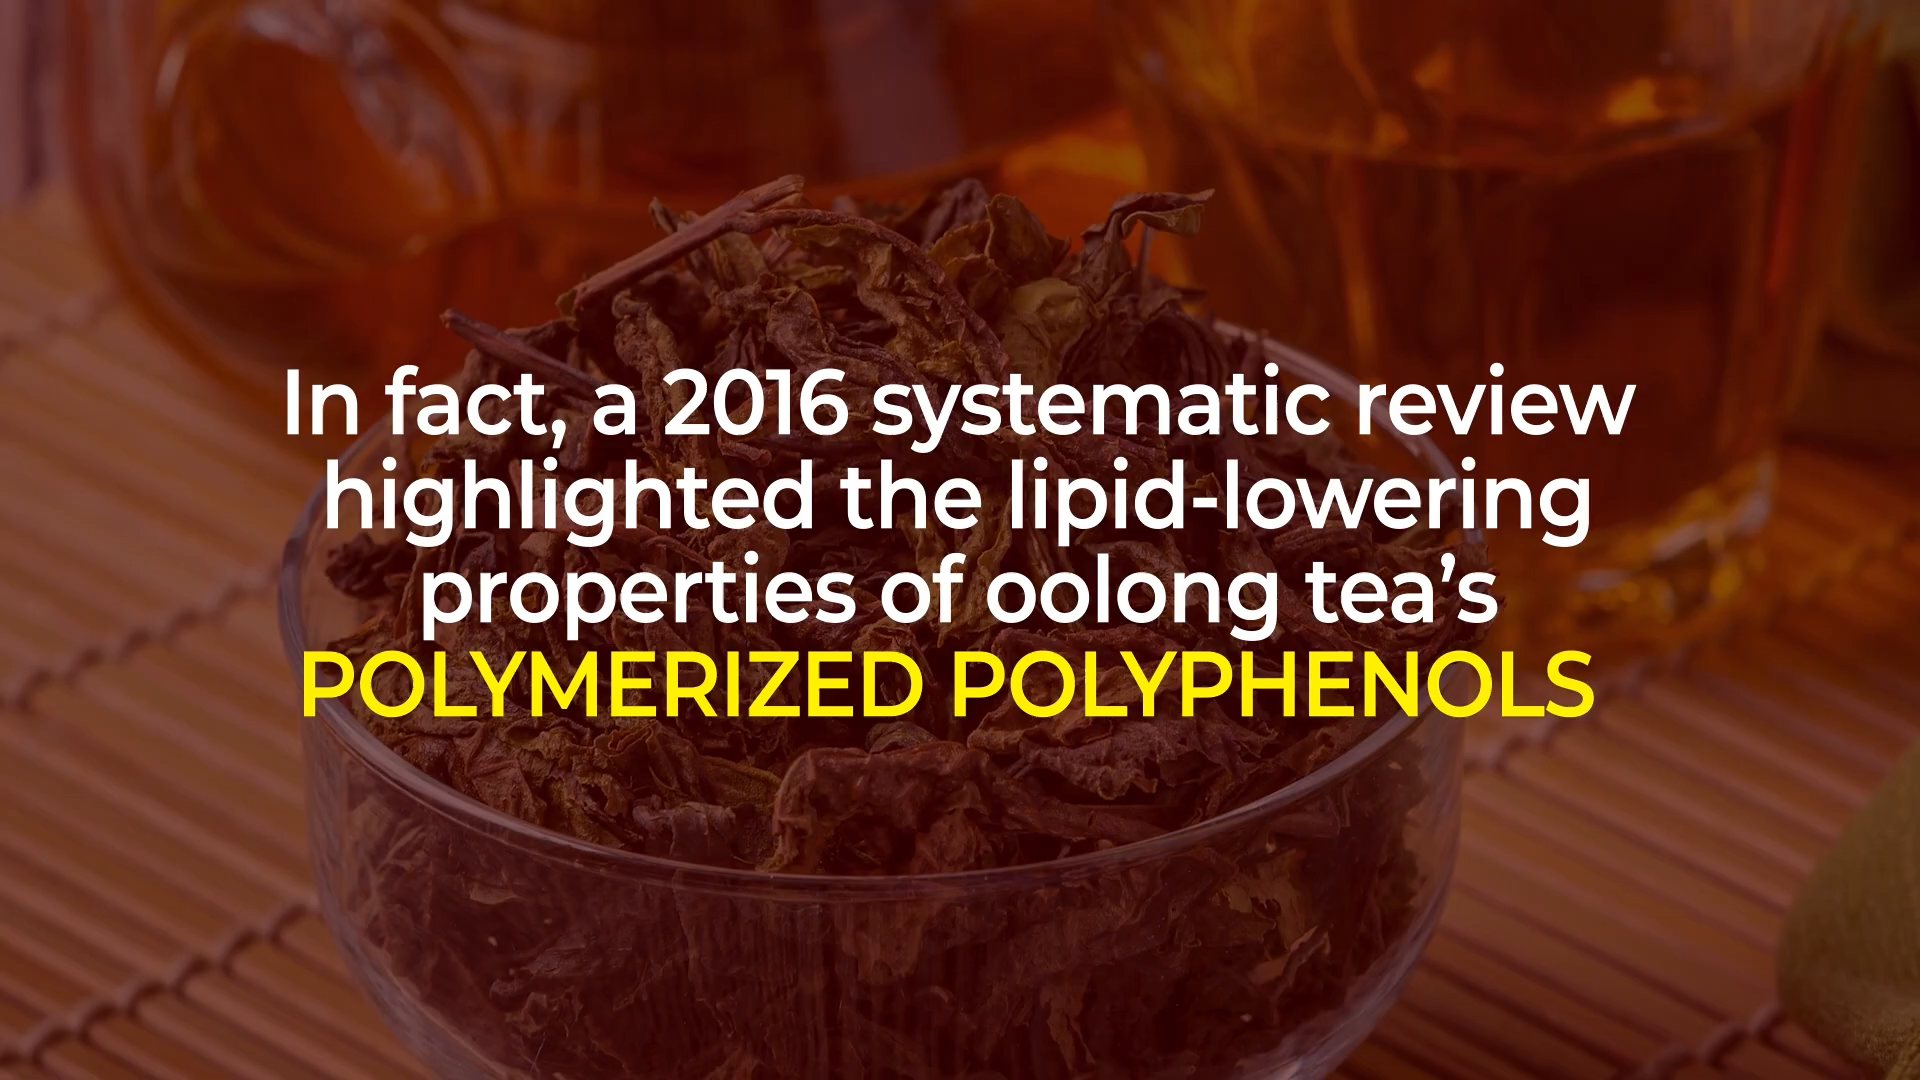 In fact, a 2016 systematic review
highlighted the lipid-lowering
properties of oolong tea’s
POLYMERIZED POLYPHENOLS